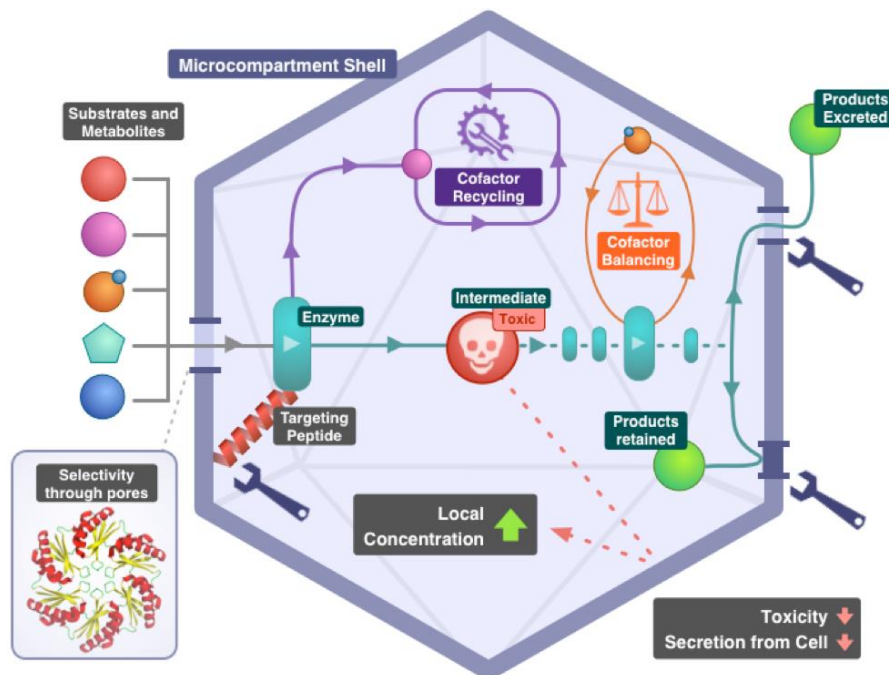 Microcompartment Shell
Substrates and
Metabolites
Products
Excreted
Cofactor
Recycling
Cofactor
Balancing
Enzyme
Intermediate
Toxic
Targeting
Peptide
Products
retained
Selectivity
through pores
Local
Concentration
Toxicity
Secretion from Cell